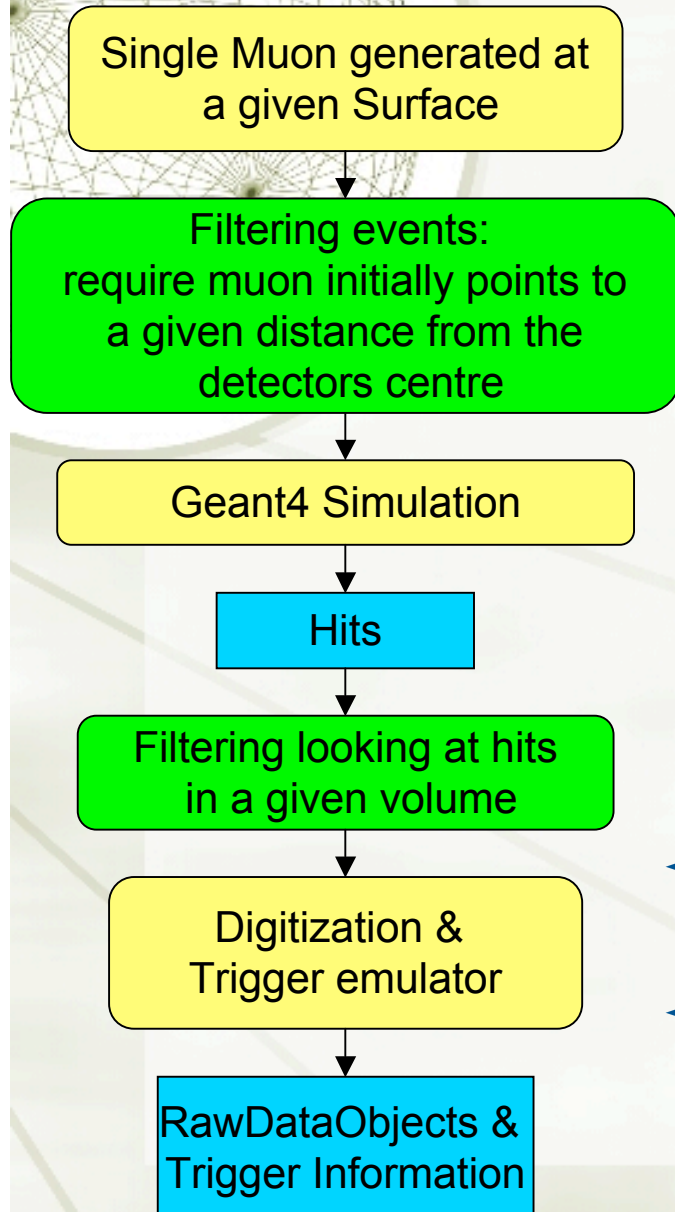 Single Muon generated at
a given Surface
Filtering events:
require muon initially points to
a given distance from the
detectors centre
Geant4 Simulation
Hits
Filtering looking at hits
in a given volume
Digitization &
Trigger emulator
RawDataObjects &
Trigger Information